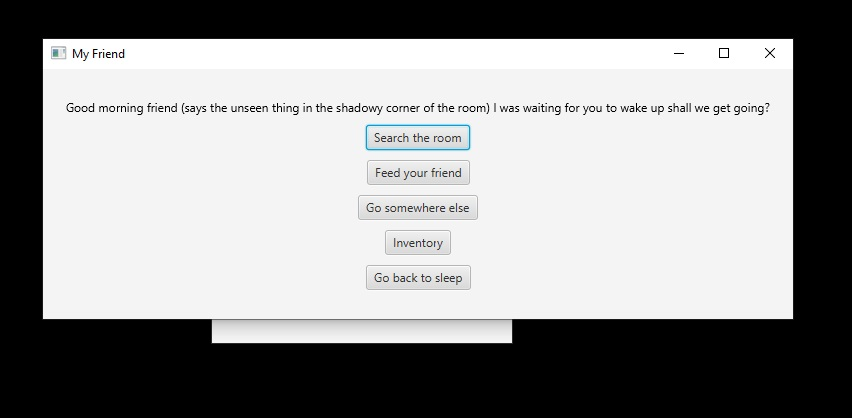 My Friend
Good morning friend (says the unseen thing in the shadowy corner of the room) I was waiting for you to wake up shall we get going?
Search the room
Feed your friend
Go somewhere else
Inventory
Go back to sleep